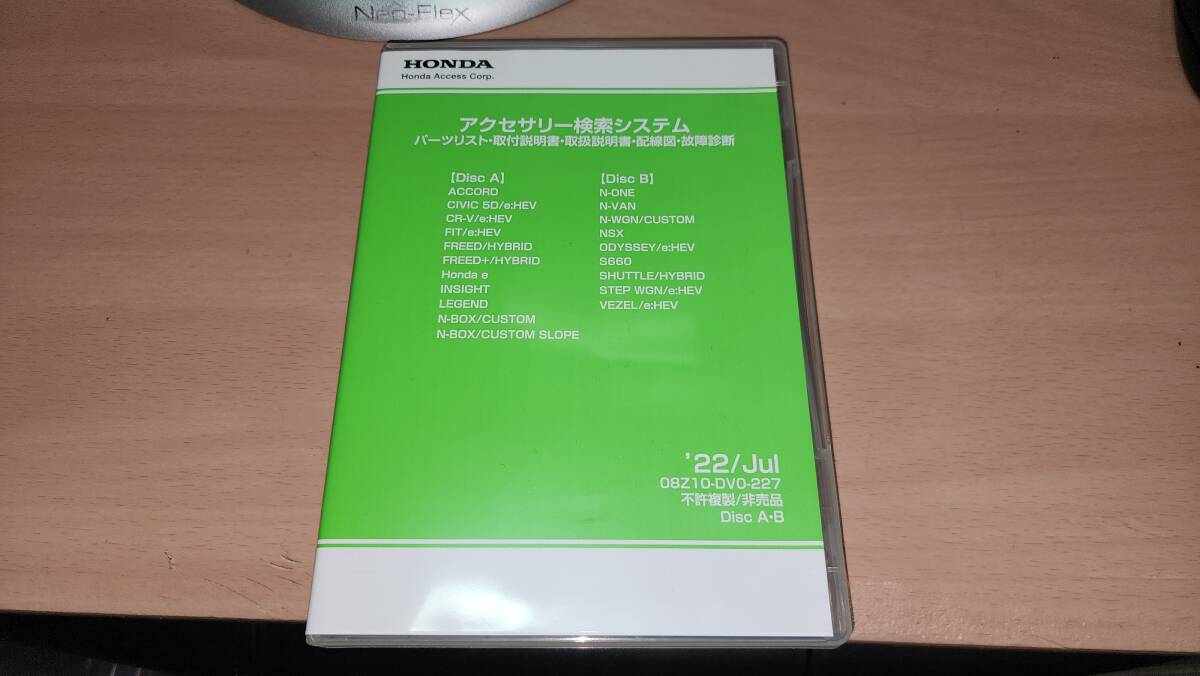 Neo-Flex
HONDA
Honda Access Corp.
アクセサリー検索システム
パーツリスト・取付説明書・取扱説明書・配線図・故障診断
【Disc A】
ACCORD
CIVIC 5D/e:HEV
CR-V/e:HEV
FIT/e:HEV
FREED/HYBRID
FREED+/HYBRID
Honda e
INSIGHT
LEGEND
N-BOX/CUSTOM
N-BOX/CUSTOM SLOPE
【Disc B】
N-ONE
N-VAN
N-WGN/CUSTOM
NSX
ODYSSEY/e:HEV
S660
SHUTTLE/HYBRID
STEP WGN/e:HEV
VEZEL/e:HEV
'22/Jul
08Z10-DV0-227
不許複製/非売品
Disc A・B